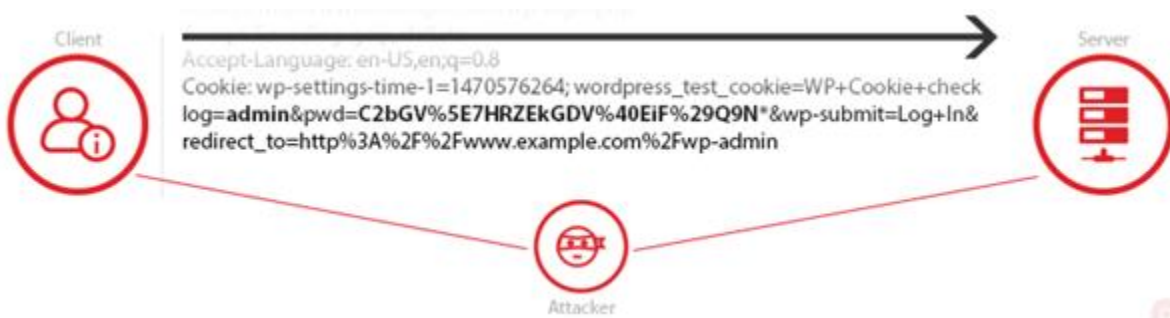 Client
Server
Accept-Language: en-US,en;q=0.8
Cookie: wp-settings-time-1=1470576264; wordpress_test_cookie=WP+Cookie+check
log=admin&pwd=C2bGV%5E7HRZEkGDV%40EiF%29Q9N*&wp-submit=Log+In&
redirect_to=http%3A%2F%2Fwww.example.com%2Fwp-admin
Attacker